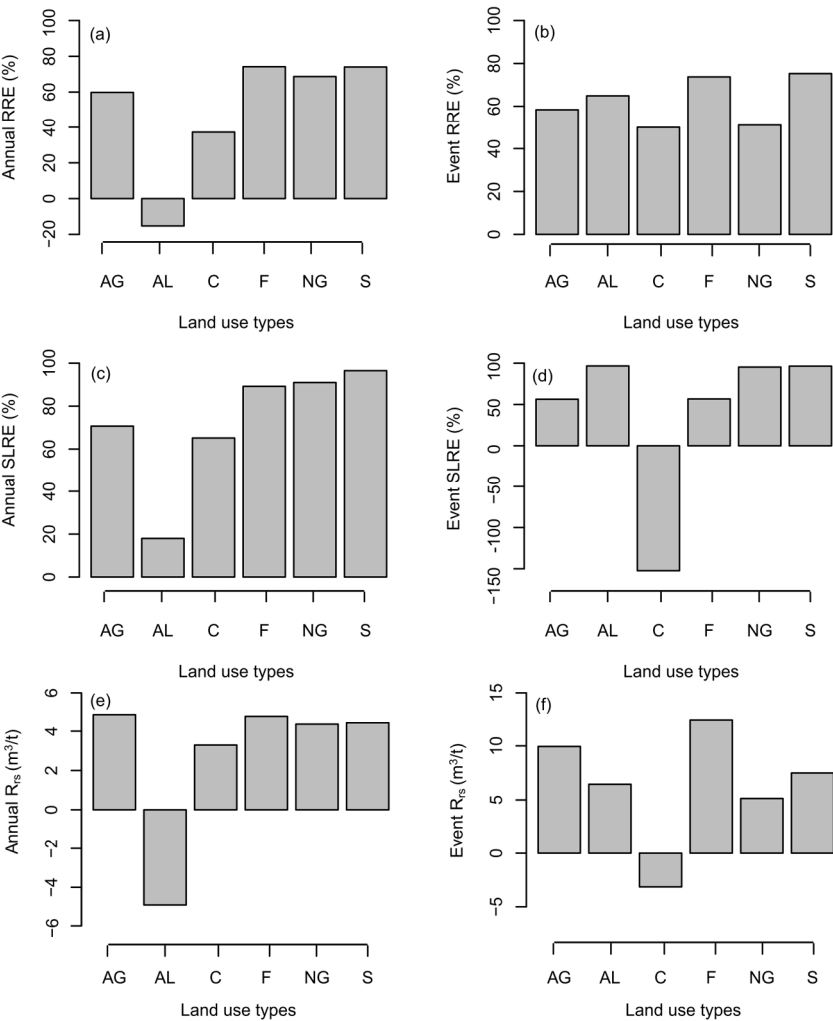 (a)
Annual RRE (%)
100
80
60
40
20
0
−20
AG AL C F NG S
Land use types
(b)
Event RRE (%)
100
80
60
40
20
0
AG AL C F NG S
Land use types
(c)
Annual SLRE (%)
100
80
60
40
20
0
AG AL C F NG S
Land use types
(d)
Event SLRE (%)
100
50
0
−50
-100
−150
AG AL C F NG S
Land use types
(e)
Annual Rrs (m³/t)
6
4
2
0
−2
−4
−6
AG AL C F NG S
Land use types
(f)
Event Rrs (m³/t)
15
10
5
0
−5
AG AL C F NG S
Land use types